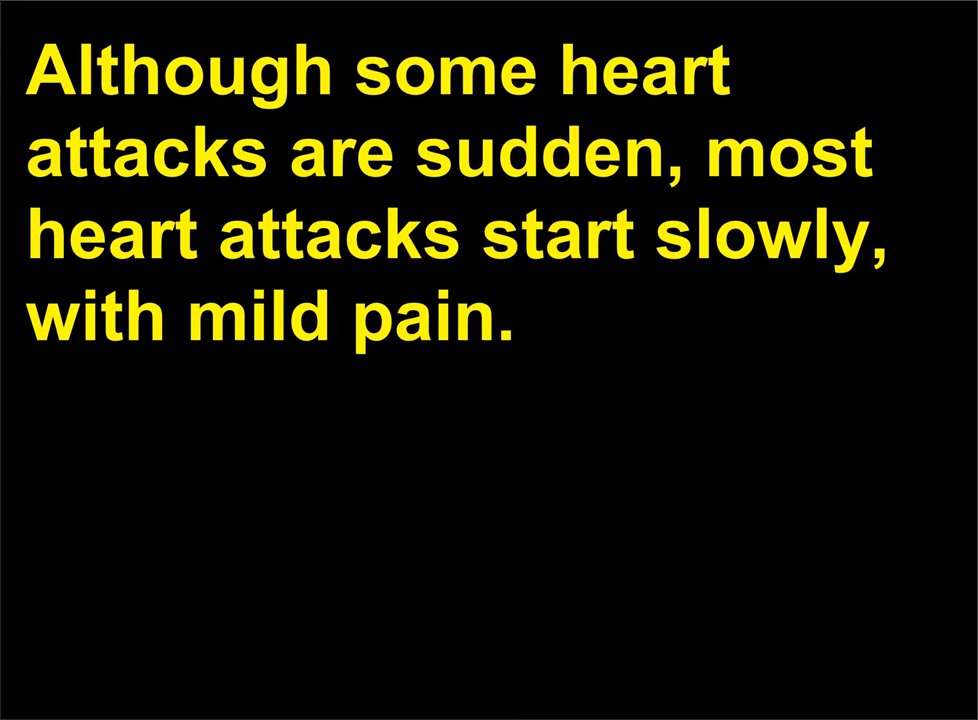 Although some heart
attacks are sudden, most
heart attacks start slowly,
with mild pain.